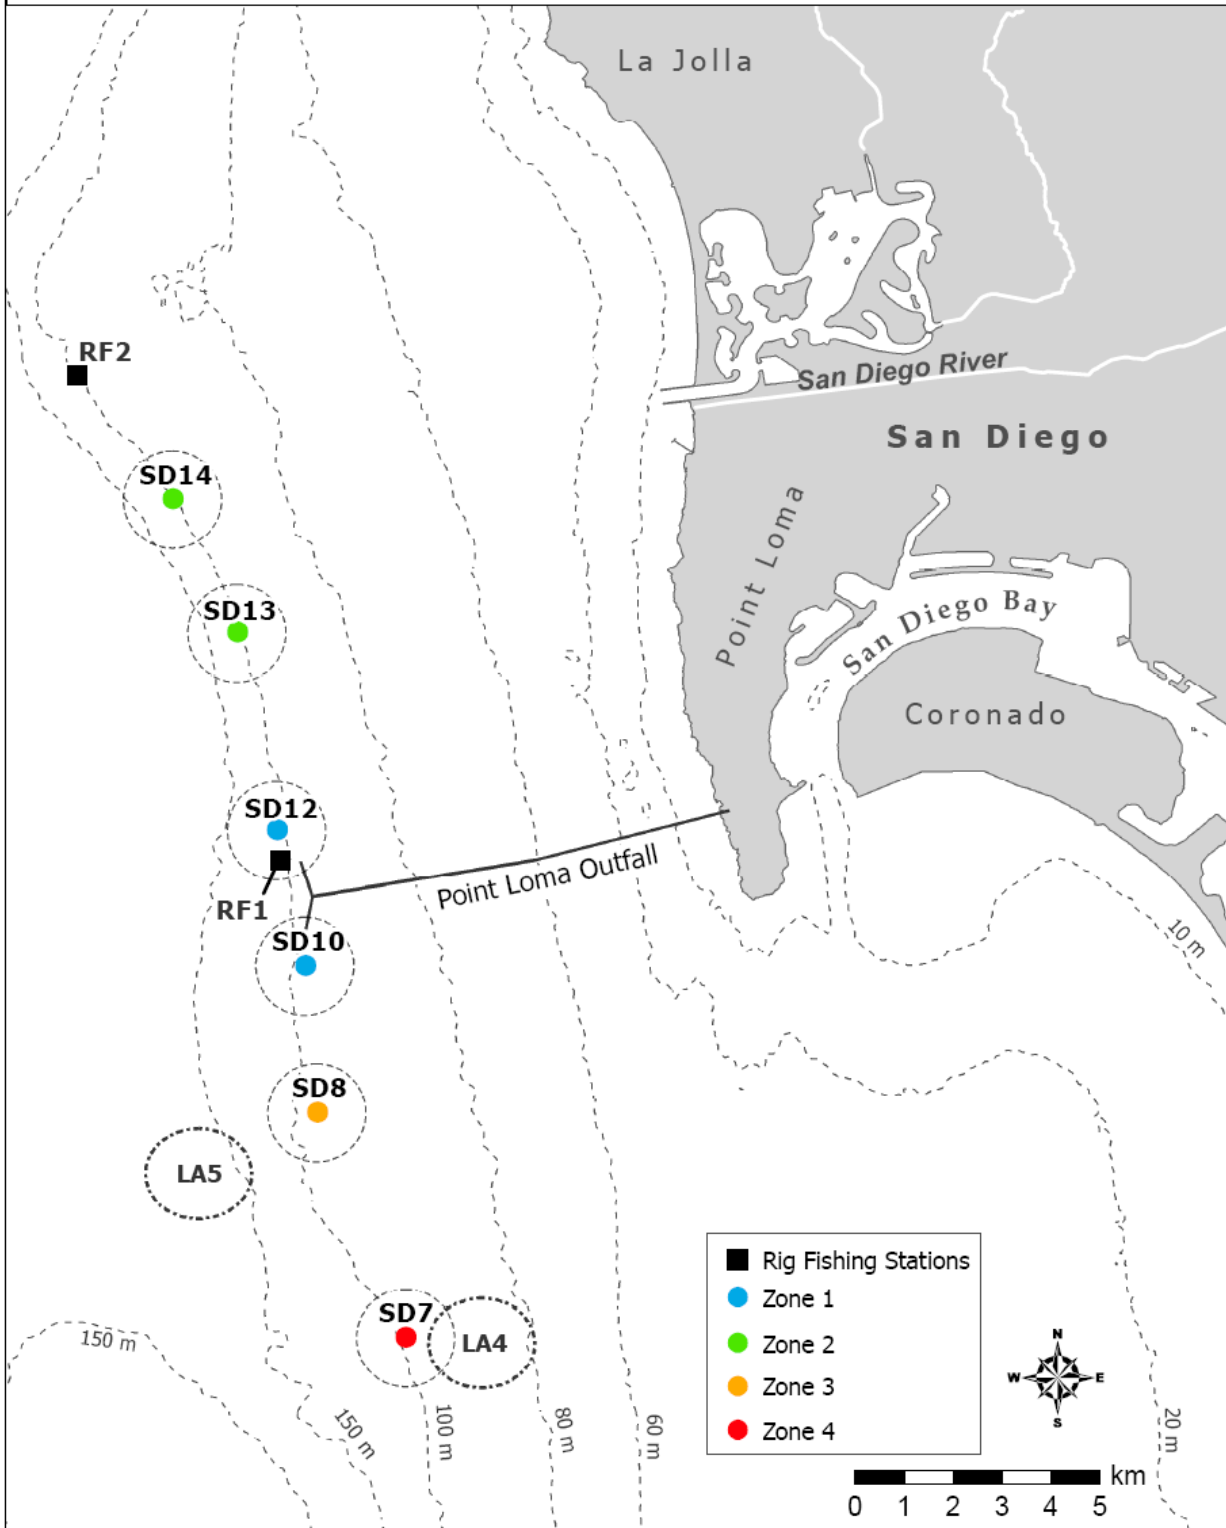 La Jolla
RF2
San Diego River
San Diego
SD14
Point Loma
SD13
San Diego Bay
Coronado
SD12
Point Loma Outfall
RF1
SD10
10 m
SD8
LA5
Rig Fishing Stations
Zone 1
Zone 2
Zone 3
Zone 4
SD7
LA4
150 m
N
W
E
S
150 m
100 m
80 m
60 m
20 m
km
0 1 2 3 4 5